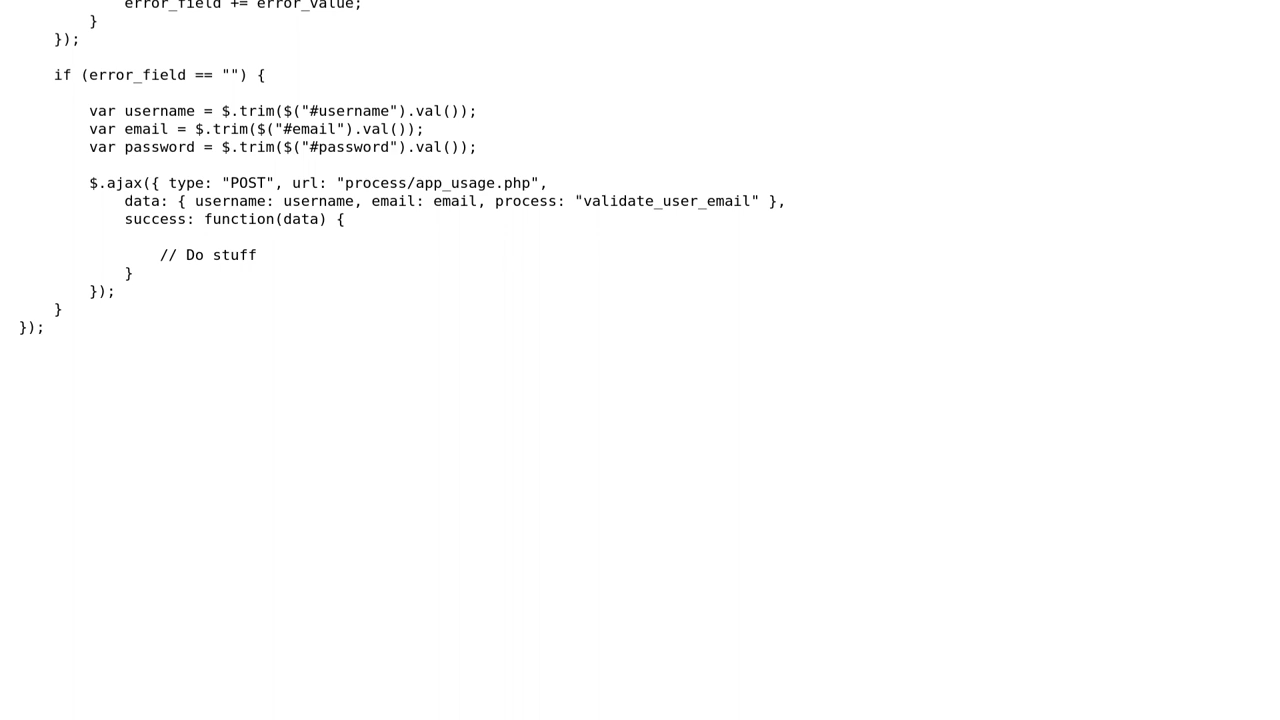 error_field += error_value;
        }
    });

    if (error_field == "") {

        var username = $.trim($("#username").val());
        var email = $.trim($("#email").val());
        var password = $.trim($("#password").val());

        $.ajax({ type: "POST", url: "process/app_usage.php",
            data: { username: username, email: email, process: "validate_user_email" },
            success: function(data) {

                // Do stuff
            }
        });
    }
});